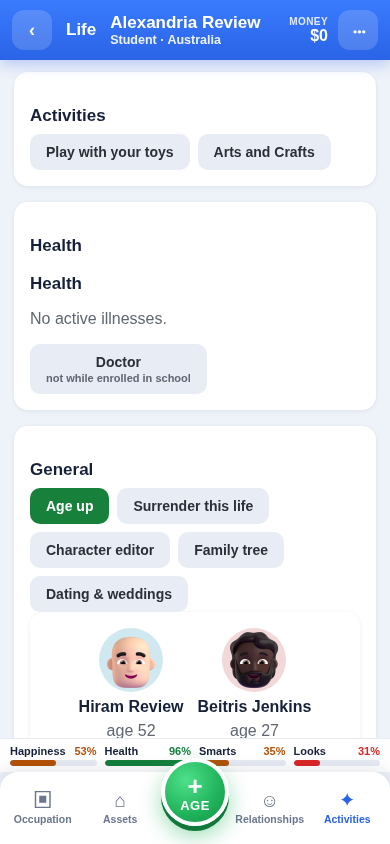 ‹
Life
Alexandria Review
Student · Australia
MONEY
$0
•••
Activities
Play with your toys
Arts and Crafts
Health
Health
No active illnesses.
Doctor
not while enrolled in school
General
Age up
Surrender this life
Character editor
Family tree
Dating & weddings
Hiram Review
Beitris Jenkins
age 52
age 27
Happiness 53%
Health 96%
Smarts 35%
Looks 31%
+
AGE
Occupation
Assets
Relationships
Activities